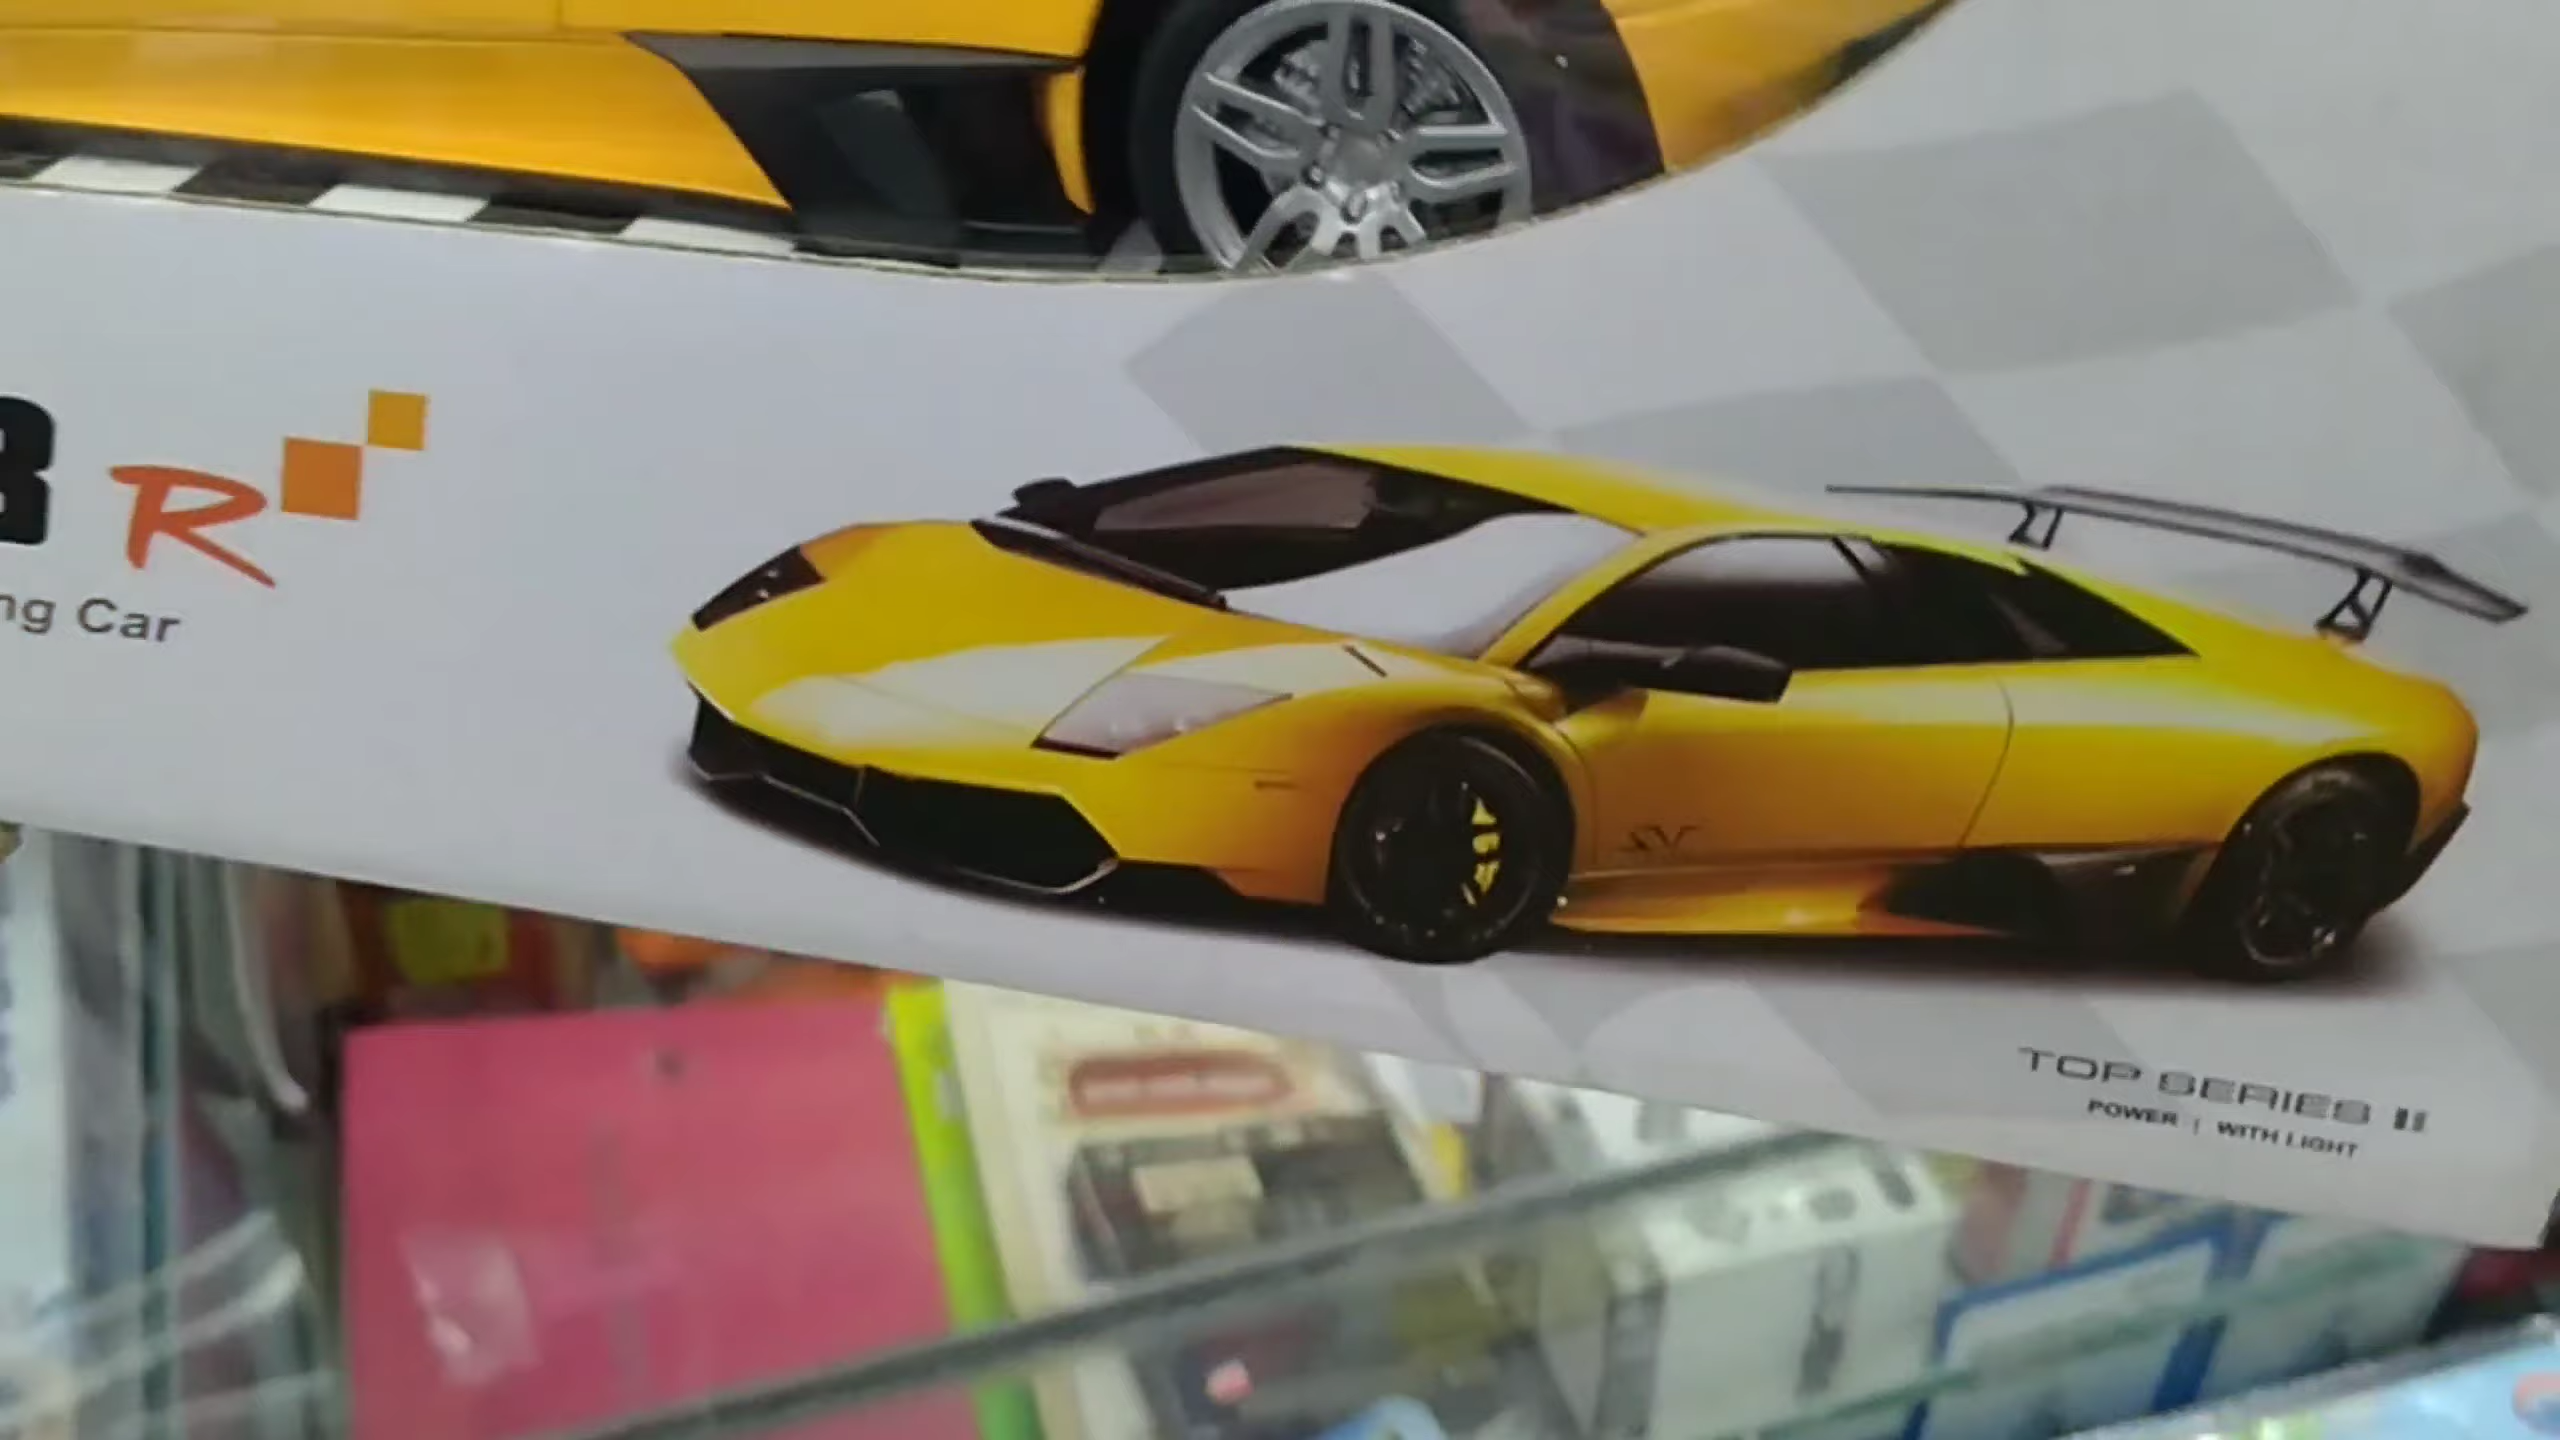 B R
ng Car
SV
TOP SERIES II
POWER | WITH LIGHT